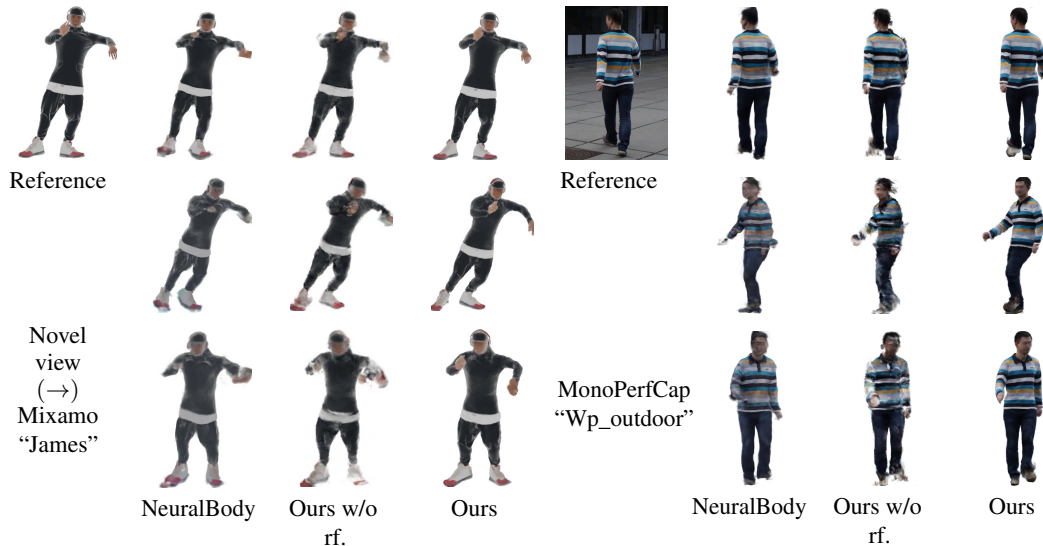 Reference
Reference
Novel
view
(→)
Mixamo
“James”
MonoPerfCap
“Wp_outdoor”
NeuralBody
Ours w/o
rf.
Ours
NeuralBody
Ours w/o
rf.
Ours